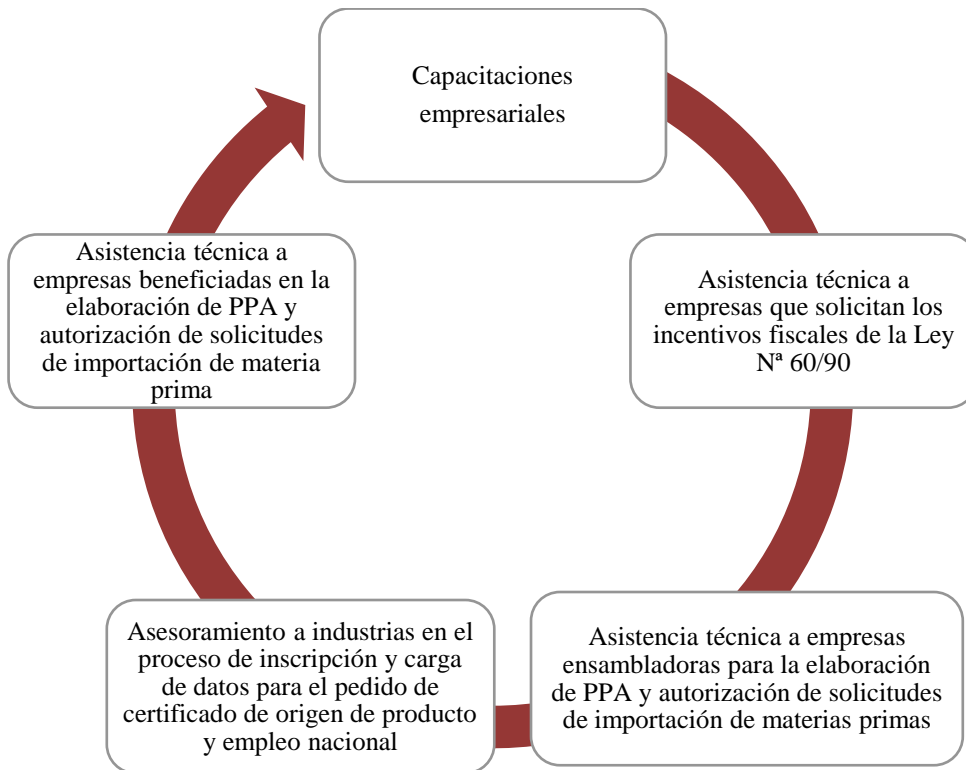 Capacitaciones
empresariales
Asistencia técnica a
empresas que solicitan los
incentivos fiscales de la Ley
Nª 60/90
Asistencia técnica a empresas
ensambladoras para la elaboración
de PPA y autorización de solicitudes
de importación de materias primas
Asesoramiento a industrias en el
proceso de inscripción y carga
de datos para el pedido de
certificado de origen de producto
y empleo nacional
Asistencia técnica a
empresas beneficiadas en la
elaboración de PPA y
autorización de solicitudes
de importación de materia
prima